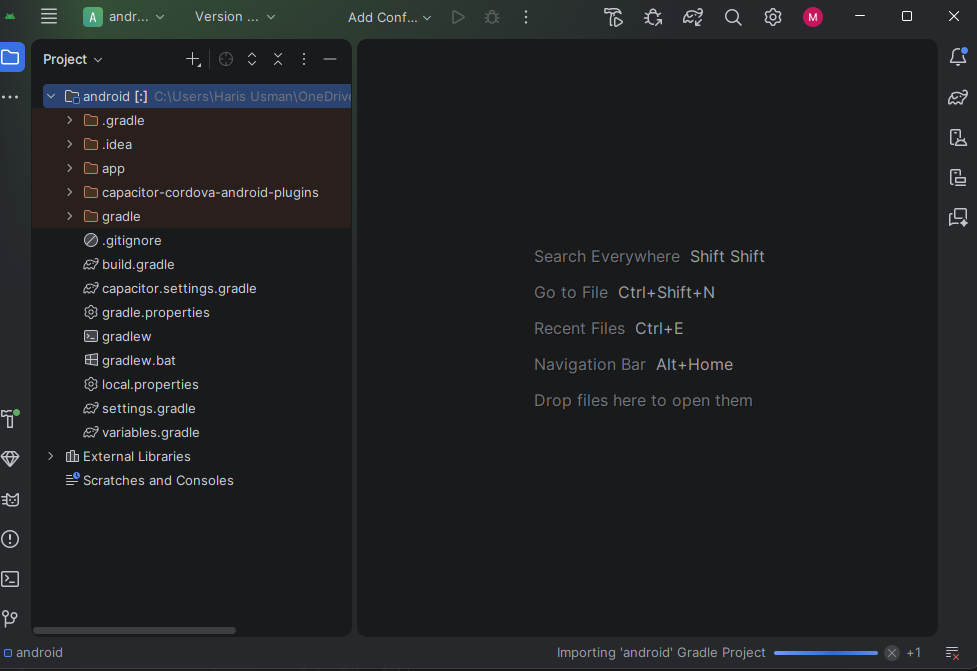 A andr... Version ... Add Conf... M
Project
android [:] C:\Users\Haris Usman\OneDrive
.gradle
.idea
app
capacitor-cordova-android-plugins
gradle
.gitignore
build.gradle
capacitor.settings.gradle
gradle.properties
gradlew
gradlew.bat
local.properties
settings.gradle
variables.gradle
External Libraries
Scratches and Consoles
Search Everywhere Shift Shift
Go to File Ctrl+Shift+N
Recent Files Ctrl+E
Navigation Bar Alt+Home
Drop files here to open them
android Importing 'android' Gradle Project +1